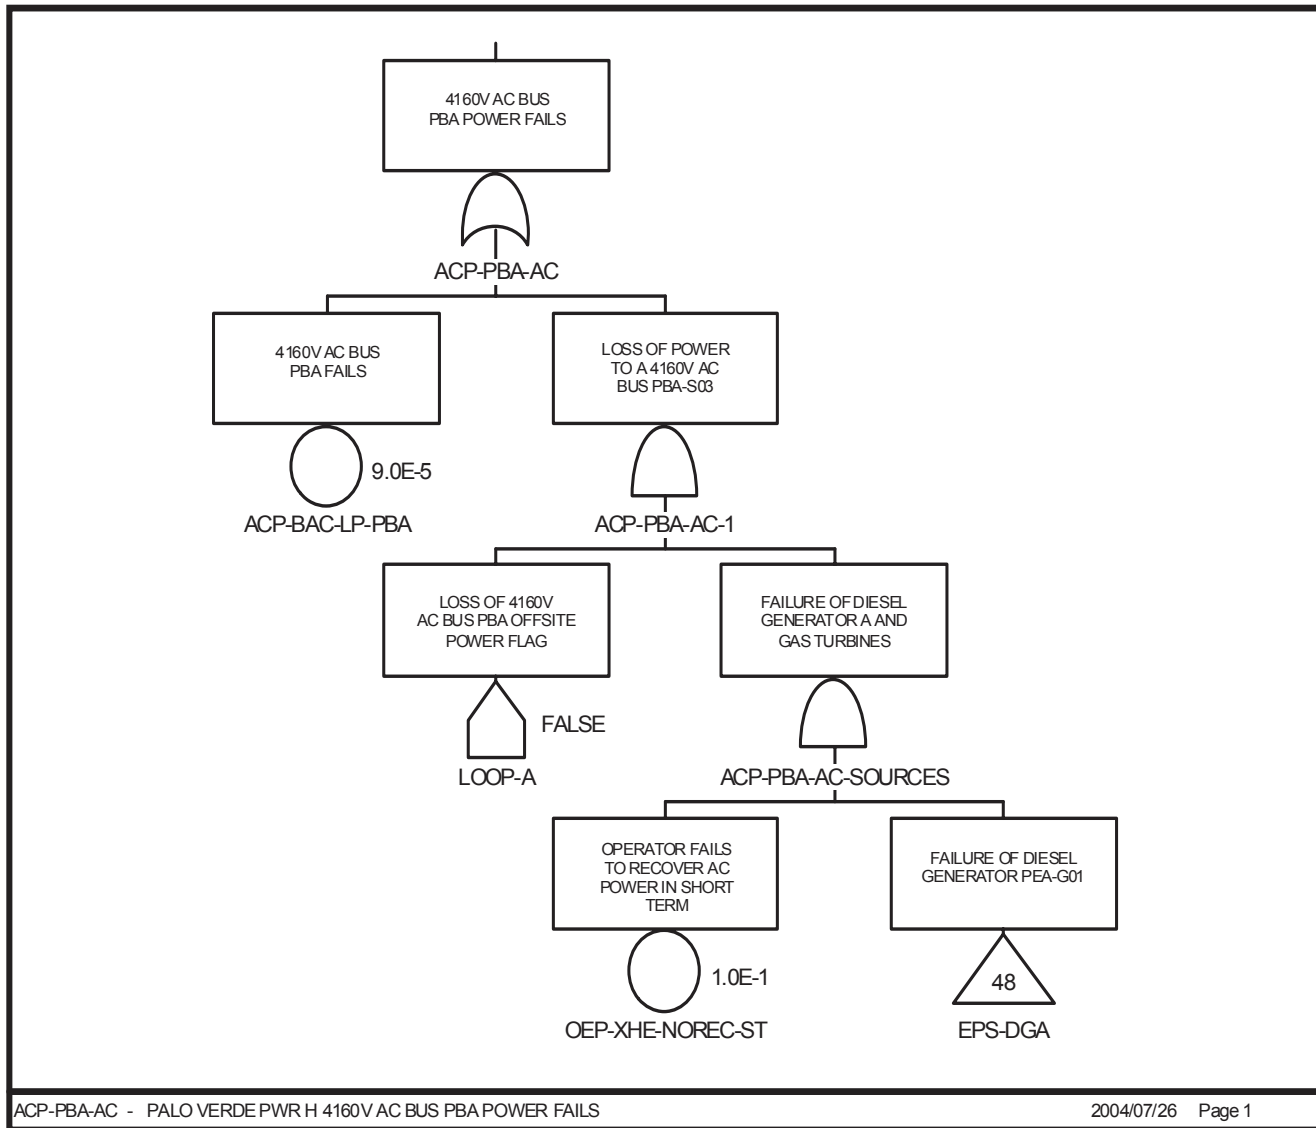 4160V AC BUS
PBA POWER FAILS
ACP-PBA-AC
4160V AC BUS
PBA FAILS
9.0E-5
ACP-BAC-LP-PBA
LOSS OF POWER
TO A 4160V AC
BUS PBA-S03
ACP-PBA-AC-1
LOSS OF 4160V
AC BUS PBA OFFSITE
POWER FLAG
FALSE
LOOP-A
FAILURE OF DIESEL
GENERATOR A AND
GAS TURBINES
ACP-PBA-AC-SOURCES
OPERATOR FAILS
TO RECOVER AC
POWER IN SHORT
TERM
1.0E-1
OEP-XHE-NOREC-ST
FAILURE OF DIESEL
GENERATOR PEA-G01
48
EPS-DGA
ACP-PBA-AC - PALO VERDE PWR H 4160V AC BUS PBA POWER FAILS
2004/07/26 Page 1